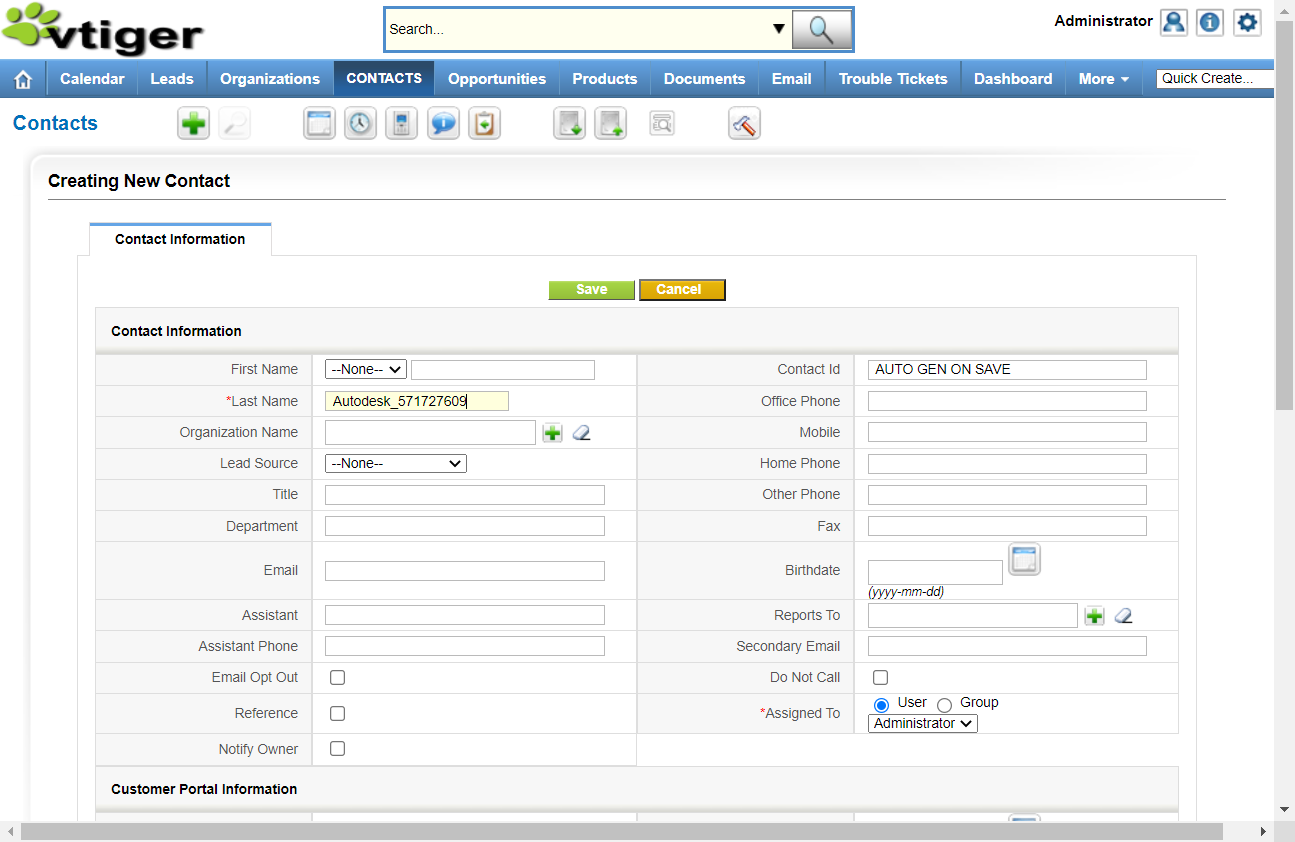 vtiger
Search...
Administrator
Calendar Leads Organizations CONTACTS Opportunities Products Documents Email Trouble Tickets Dashboard More Quick Create...
Contacts
Creating New Contact
Contact Information
Save Cancel
Contact Information
First Name --None-- Contact Id AUTO GEN ON SAVE
*Last Name Autodesk_571727609 Office Phone
Organization Name Mobile
Lead Source --None-- Home Phone
Title Other Phone
Department Fax
Email Birthdate
(yyyy-mm-dd)
Assistant Reports To
Assistant Phone Secondary Email
Email Opt Out Do Not Call
Reference *Assigned To User Group
Administrator
Notify Owner
Customer Portal Information